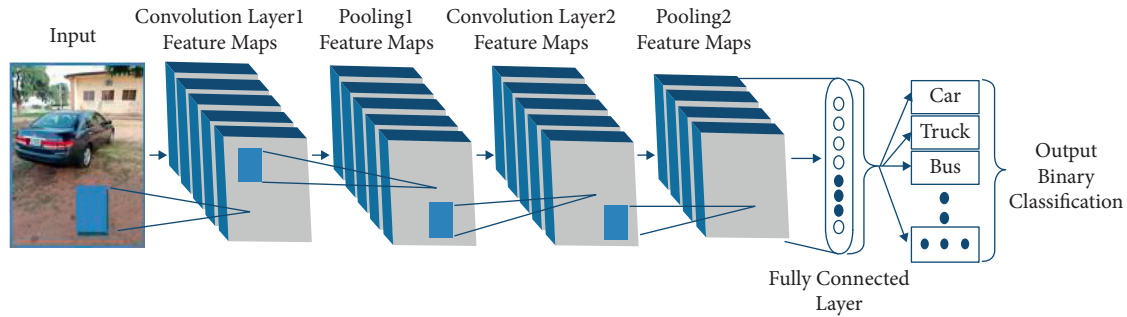 Input
Convolution Layer1
Feature Maps
Pooling1
Feature Maps
Convolution Layer2
Feature Maps
Pooling2
Feature Maps
Car
Truck
Bus
Output
Binary
Classification
Fully Connected
Layer